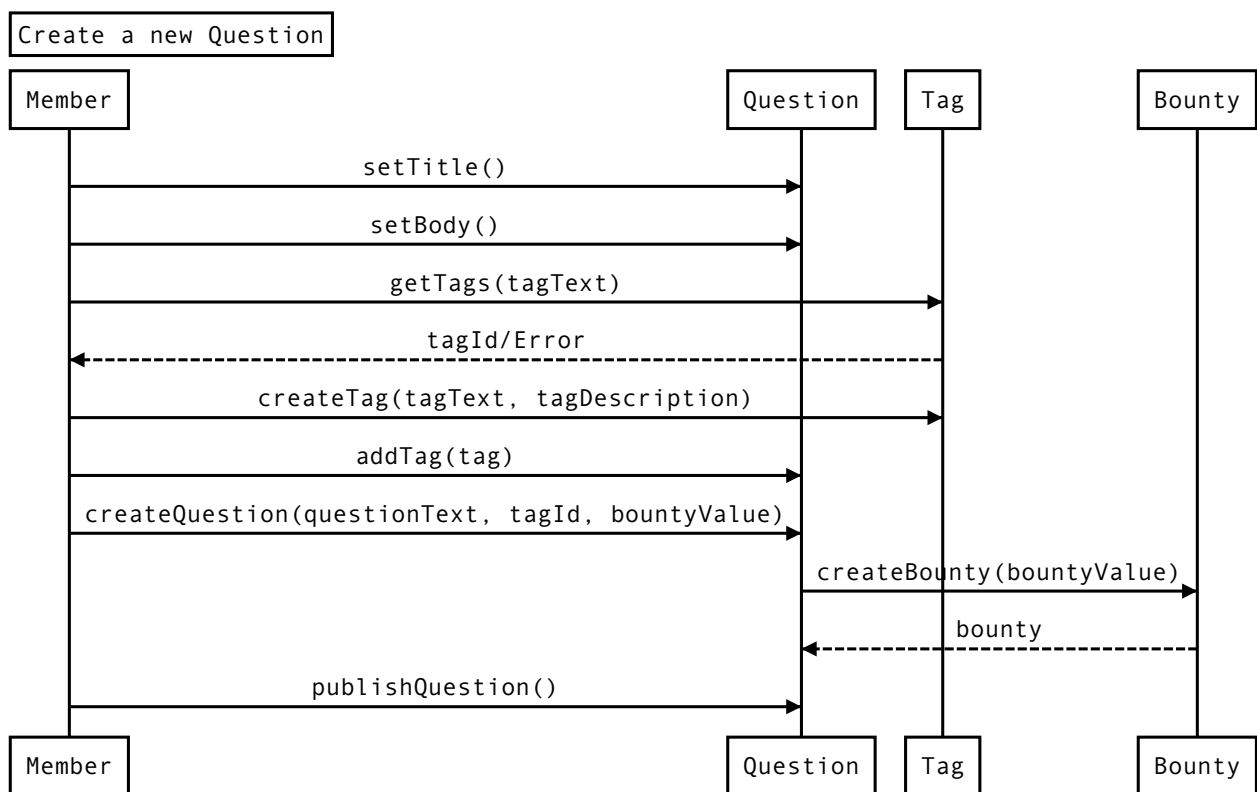 Create a new Question
Member Question Tag Bounty
setTitle()
setBody()
getTags(tagText)
tagId/Error
createTag(tagText, tagDescription)
addTag(tag)
createQuestion(questionText, tagId, bountyValue)
createBounty(bountyValue)
bounty
publishQuestion()
Member Question Tag Bounty